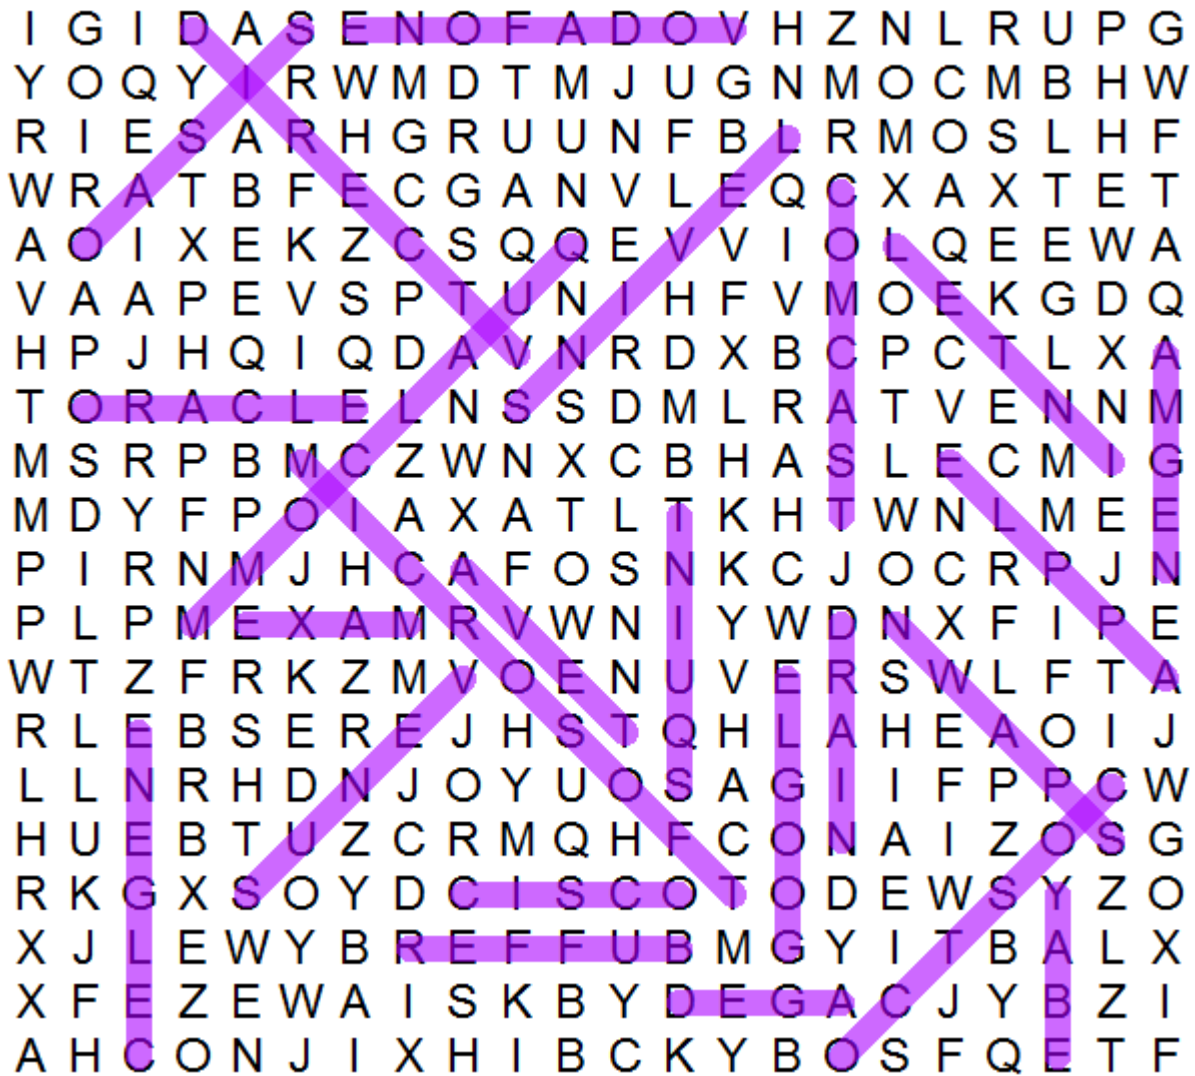 I G I D A S E N O F A D O V H Z N L R U P G
Y O Q Y I R W M D T M J U G N M O C M B H W
R I E S A R H G R U U N F B L R M O S L H F
W R A T B F E C G A N V L E Q C X A X T E T
A O I X E K Z C S Q Q E V V I O L Q E E W A
V A A P E V S P T U N I H F V M O E K G D Q
H P J H Q I Q D A V N R D X B C P C T L X A
T O R A C L E L N S S D M L R A T V E N N M
M S R P B M C Z W N X C B H A S L E C M I G
M D Y F P O I A X A T L T K H T W N L M E E
P I R N M J H C A F O S N K C J O C R P J N
P L P M E X A M R V W N I Y W D N X F I P E
W T Z F R K Z M V O E N U V E R S W L F T A
R L E B S E R E J H S T Q H L A H E A O I J
L L N R H D N J O Y U O S A G I I F P P C W
H U E B T U Z C R M Q H F C O N A I Z O S G
R K G X S O Y D C I S C O T O D E W S Y Z O
X J L E W Y B R E F F U B M G Y I T B A L X
X F E Z E W A I S K B Y D E G A C J Y B Z I
A H C O N J I X H I B C K Y B O S F Q E T F